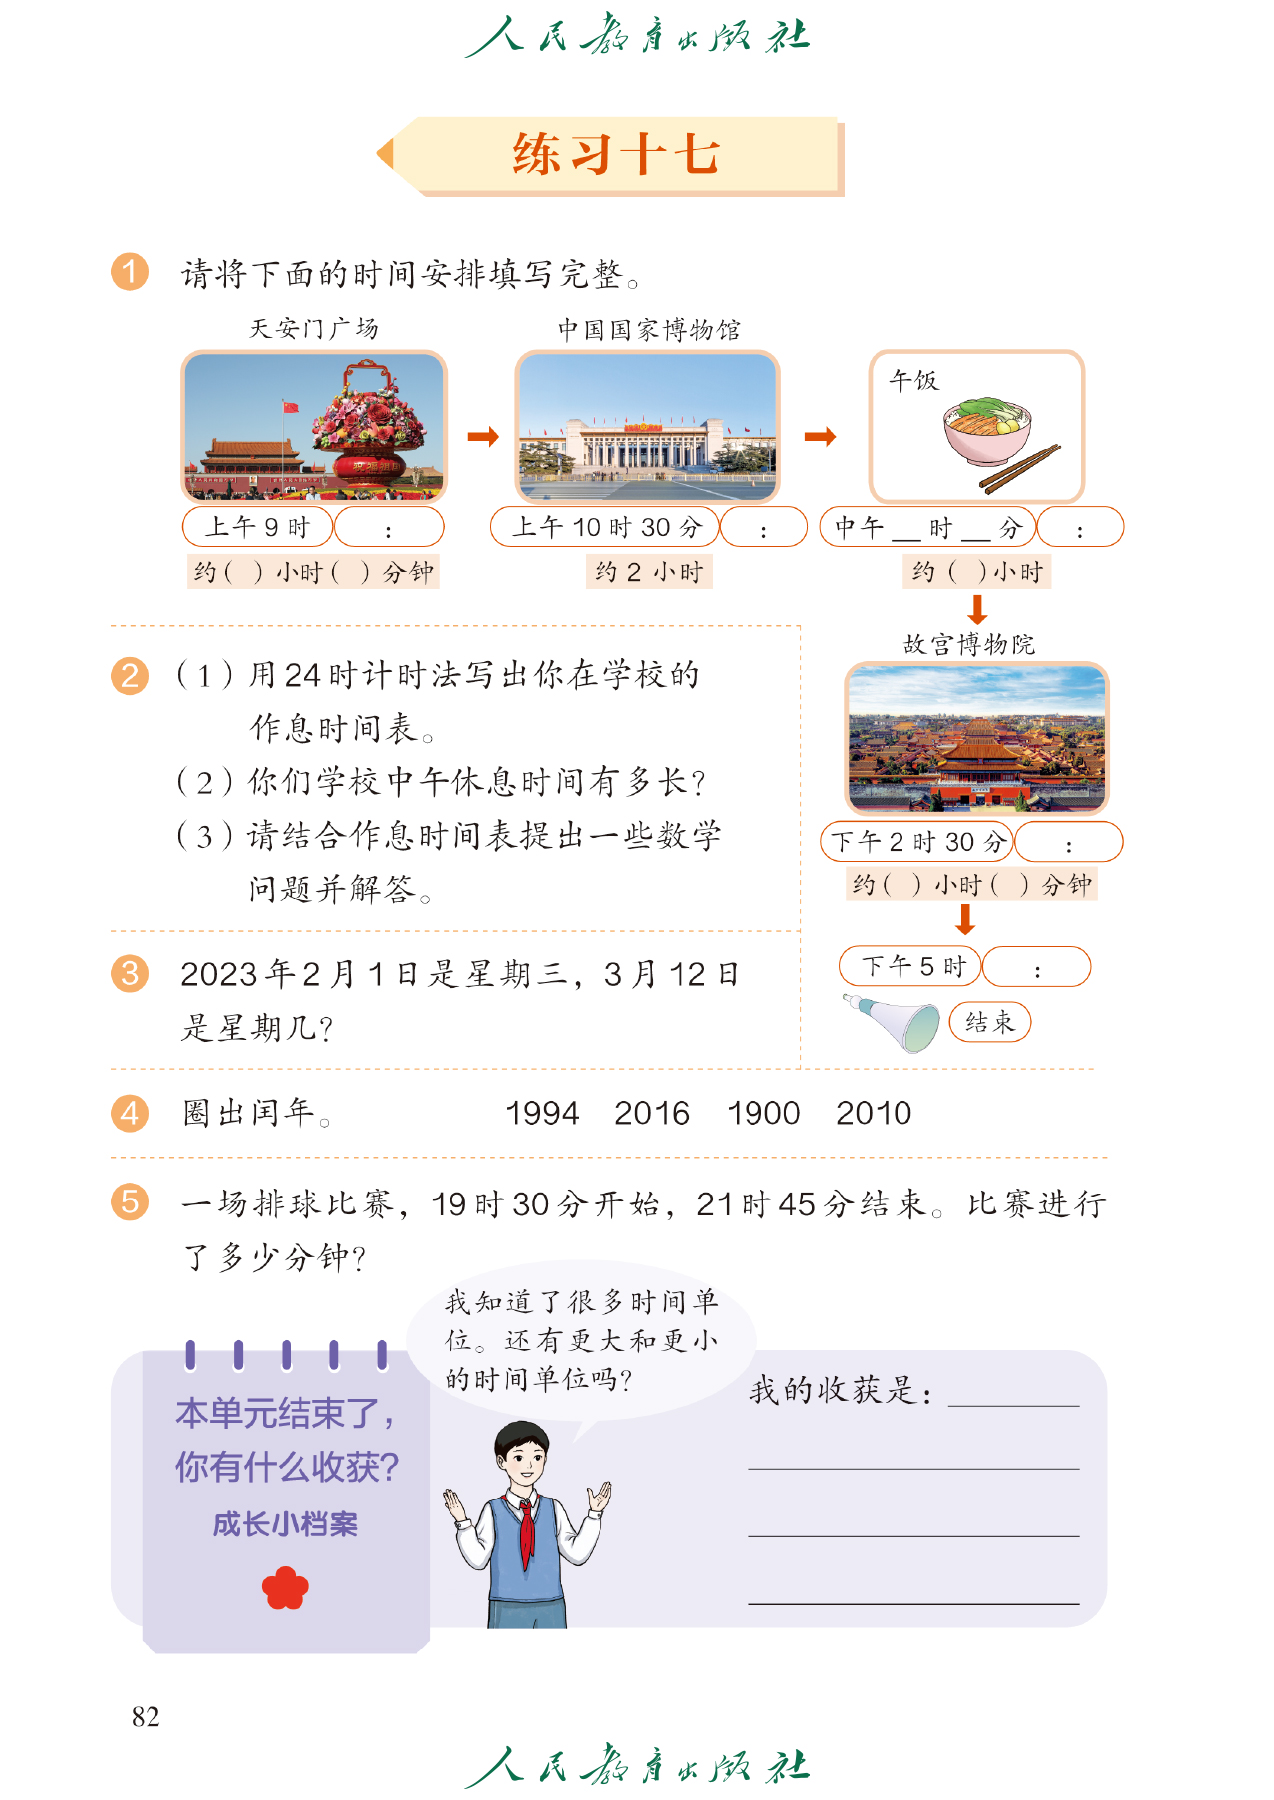 人民教育出版社
练习十七
1 请将下面的时间安排填写完整。
天安门广场
中国国家博物馆
午饭
祝福祖国
上午 9 时 :
上午 10 时 30 分 :
中午 __ 时 __ 分 :
约( )小时( )分钟
约 2 小时
约( )小时
故宫博物院
下午 2 时 30 分 :
约( )小时( )分钟
下午 5 时 :
结束
2 (1)用 24 时计时法写出你在学校的
作息时间表。
(2)你们学校中午休息时间有多长?
(3)请结合作息时间表提出一些数学
问题并解答。
3 2023 年 2 月 1 日是星期三,3 月 12 日
是星期几?
4 圈出闰年。 1994 2016 1900 2010
5 一场排球比赛,19 时 30 分开始,21 时 45 分结束。比赛进行
了多少分钟?
我知道了很多时间单
位。还有更大和更小
的时间单位吗?
本单元结束了,
你有什么收获?
成长小档案
我的收获是:
82
人民教育出版社